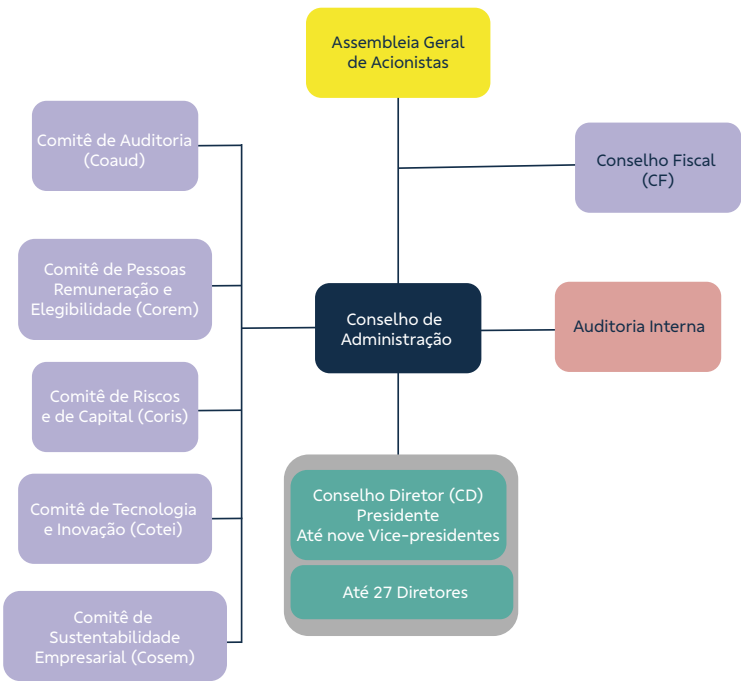 Assembleia Geral
de Acionistas
Comitê de Auditoria
(Coaud)
Conselho Fiscal
(CF)
Comitê de Pessoas
Remuneração e
Elegibilidade (Corem)
Conselho de
Administração
Auditoria Interna
Comitê de Riscos
e de Capital (Coris)
Comitê de Tecnologia
e Inovação (Cotei)
Conselho Diretor (CD)
Presidente
Até nove Vice-presidentes
Até 27 Diretores
Comitê de
Sustentabilidade
Empresarial (Cosem)